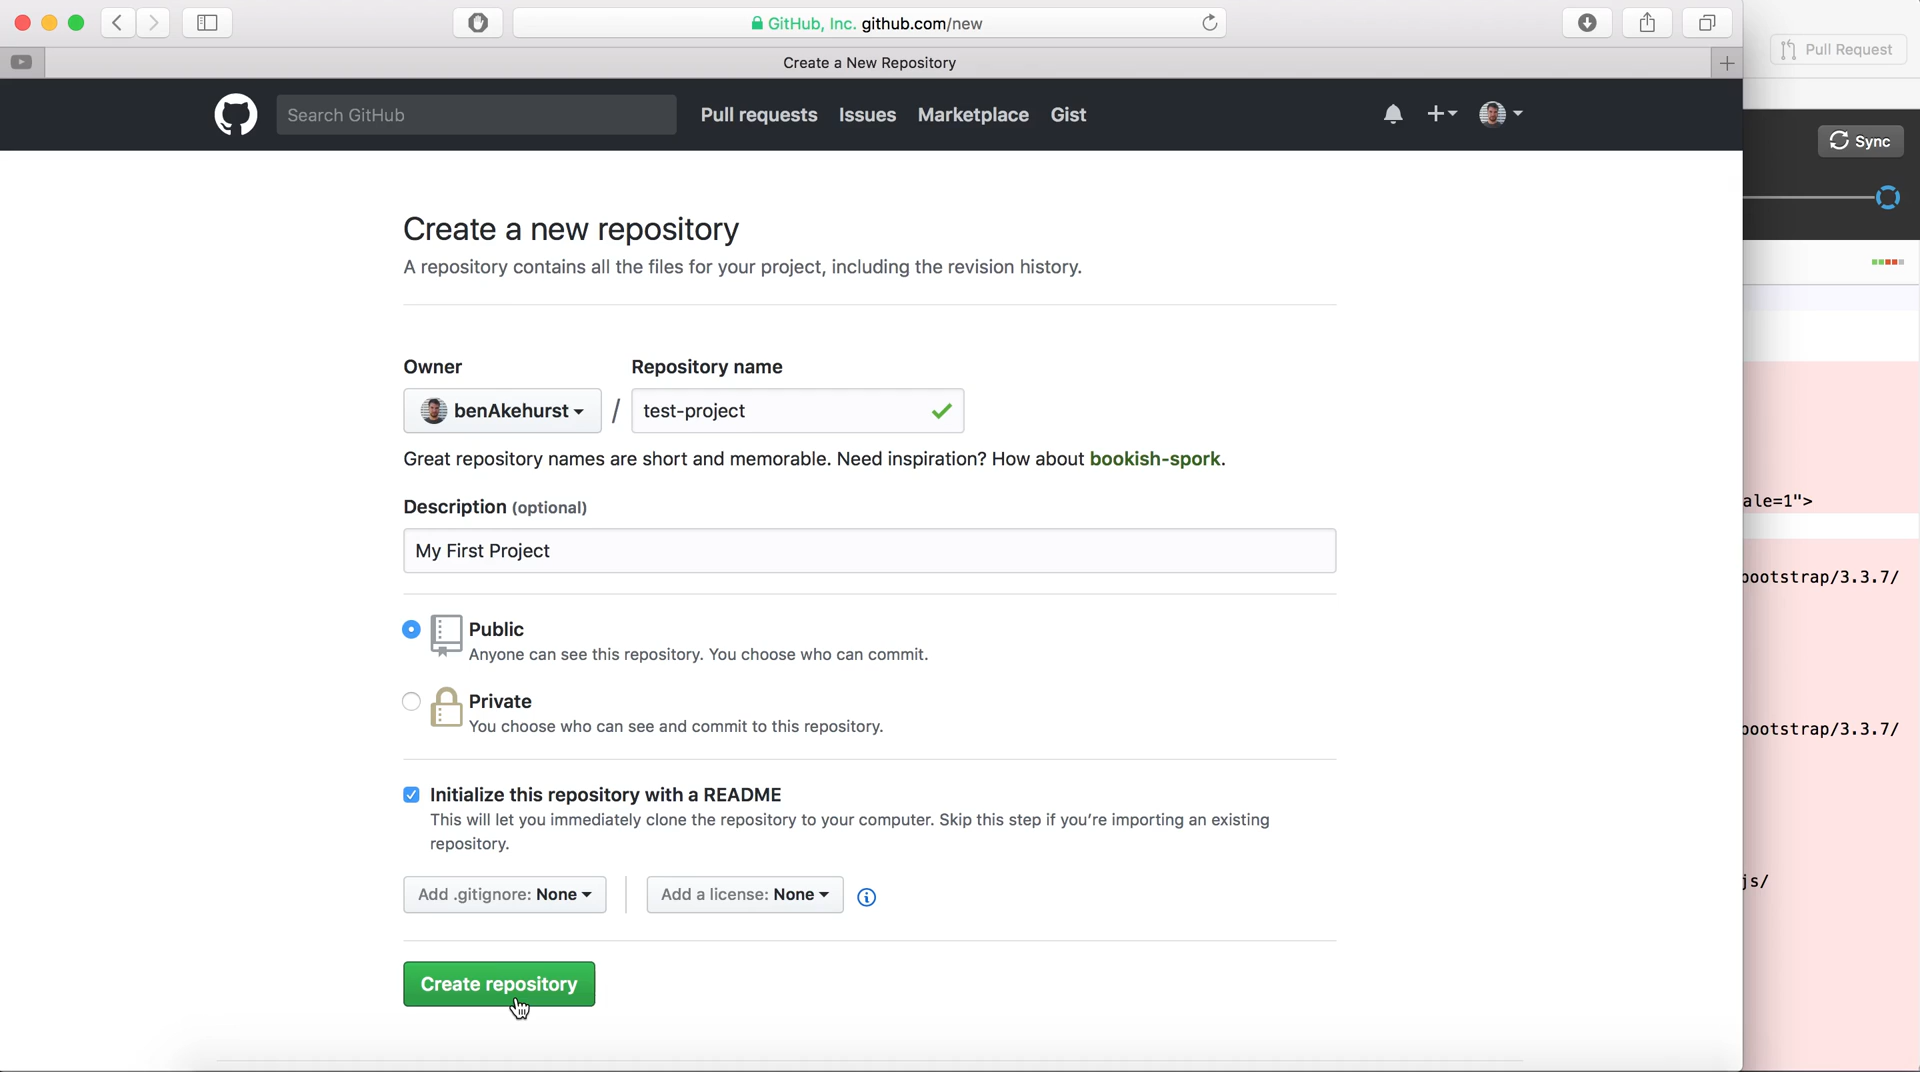 GitHub, Inc. github.com/new
Create a New Repository
Pull Request
Search GitHub
Pull requests Issues Marketplace Gist
Sync
Create a new repository
A repository contains all the files for your project, including the revision history.
Owner Repository name
benAkehurst / test-project
Great repository names are short and memorable. Need inspiration? How about bookish-spork.
Description (optional)
ale=1">
My First Project
bootstrap/3.3.7/
Public
Anyone can see this repository. You choose who can commit.
Private
You choose who can see and commit to this repository.
bootstrap/3.3.7/
Initialize this repository with a README
This will let you immediately clone the repository to your computer. Skip this step if you're importing an existing
repository.
js/
Add .gitignore: None Add a license: None
Create repository